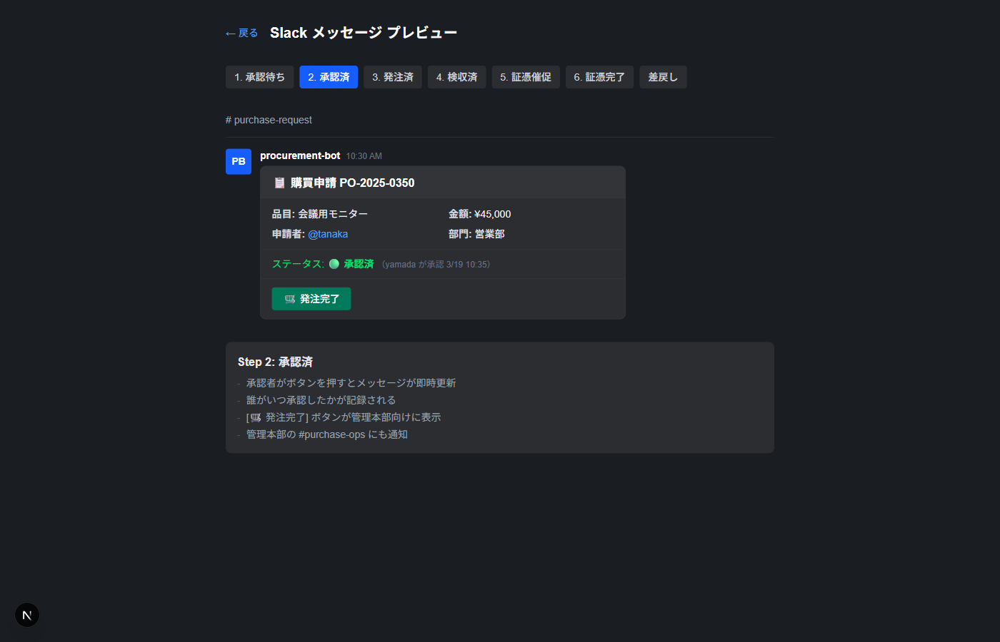 ← 戻る Slack メッセージ プレビュー
1. 承認待ち 2. 承認済 3. 発注済 4. 検収済 5. 証憑催促 6. 証憑完了 差戻し
# purchase-request
PB procurement-bot 10:30 AM
📋 購買申請 PO-2025-0350
品目: 会議用モニター 金額: ¥45,000
申請者: @tanaka 部門: 営業部
ステータス: 🟢 承認済 （yamada が承認 3/19 10:35）
🛒 発注完了
Step 2: 承認済
- 承認者がボタンを押すとメッセージが即時更新
- 誰がいつ承認したかが記録される
- [🛒 発注完了] ボタンが管理本部向けに表示
- 管理本部の #purchase-ops にも通知
N